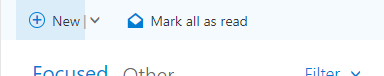 New | Mark all as read
Focused Other Filter